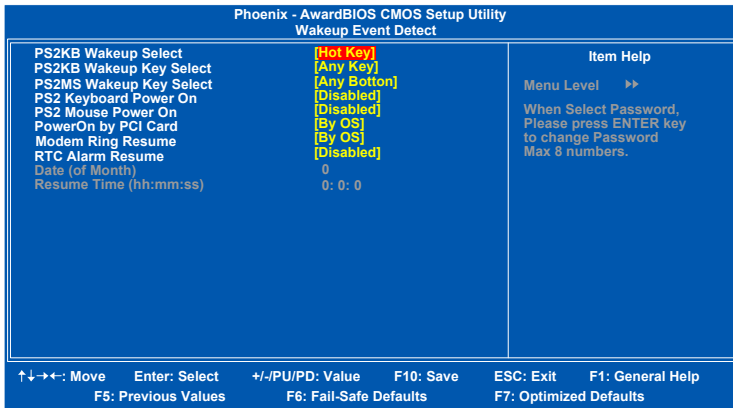 Phoenix - AwardBIOS CMOS Setup Utility
Wakeup Event Detect
PS2KB Wakeup Select [Hot Key]
PS2KB Wakeup Key Select [Any Key]
PS2MS Wakeup Key Select [Any Botton]
PS2 Keyboard Power On [Disabled]
PS2 Mouse Power On [Disabled]
PowerOn by PCI Card [By OS]
Modem Ring Resume [By OS]
RTC Alarm Resume [Disabled]
Date (of Month) 0
Resume Time (hh:mm:ss) 0: 0: 0
Item Help
Menu Level ▶▶
When Select Password,
Please press ENTER key
to change Password
Max 8 numbers.
↑↓→←: Move Enter: Select +/-/PU/PD: Value F10: Save ESC: Exit F1: General Help
F5: Previous Values F6: Fail-Safe Defaults F7: Optimized Defaults